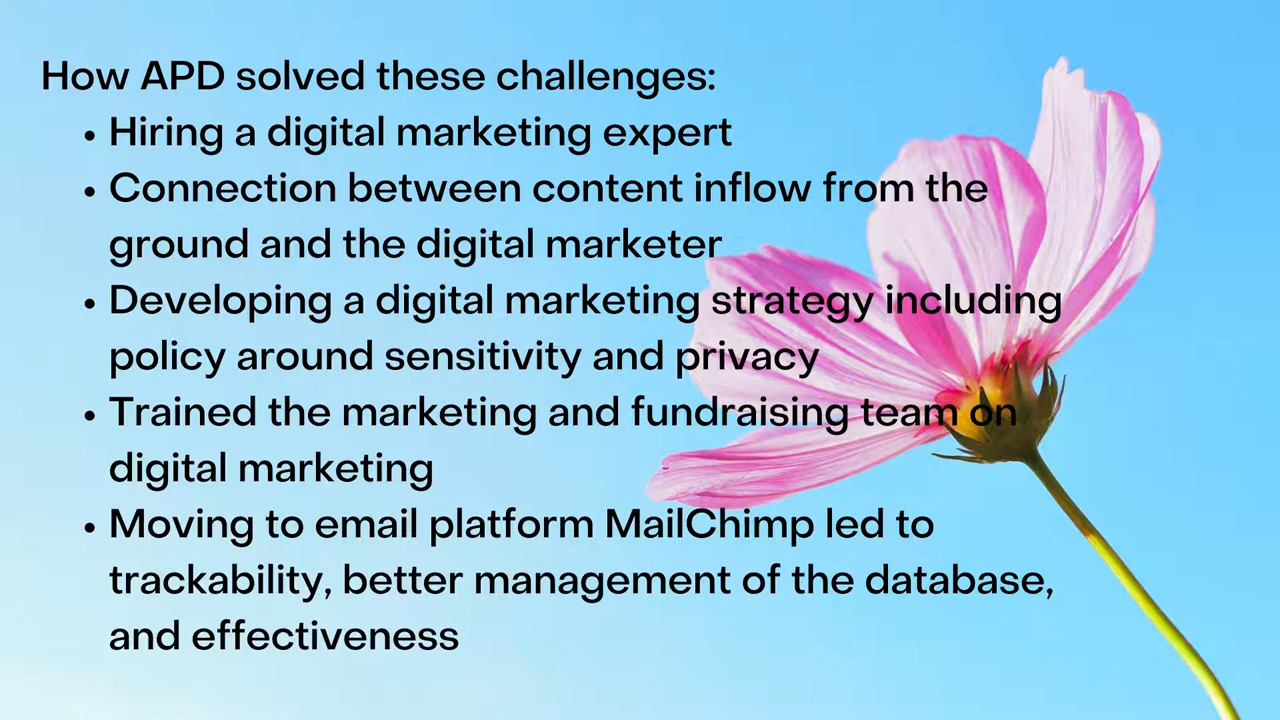 How APD solved these challenges:
• Hiring a digital marketing expert
• Connection between content inflow from the
ground and the digital marketer
• Developing a digital marketing strategy including
policy around sensitivity and privacy
• Trained the marketing and fundraising team on
digital marketing
• Moving to email platform MailChimp led to
trackability, better management of the database,
and effectiveness